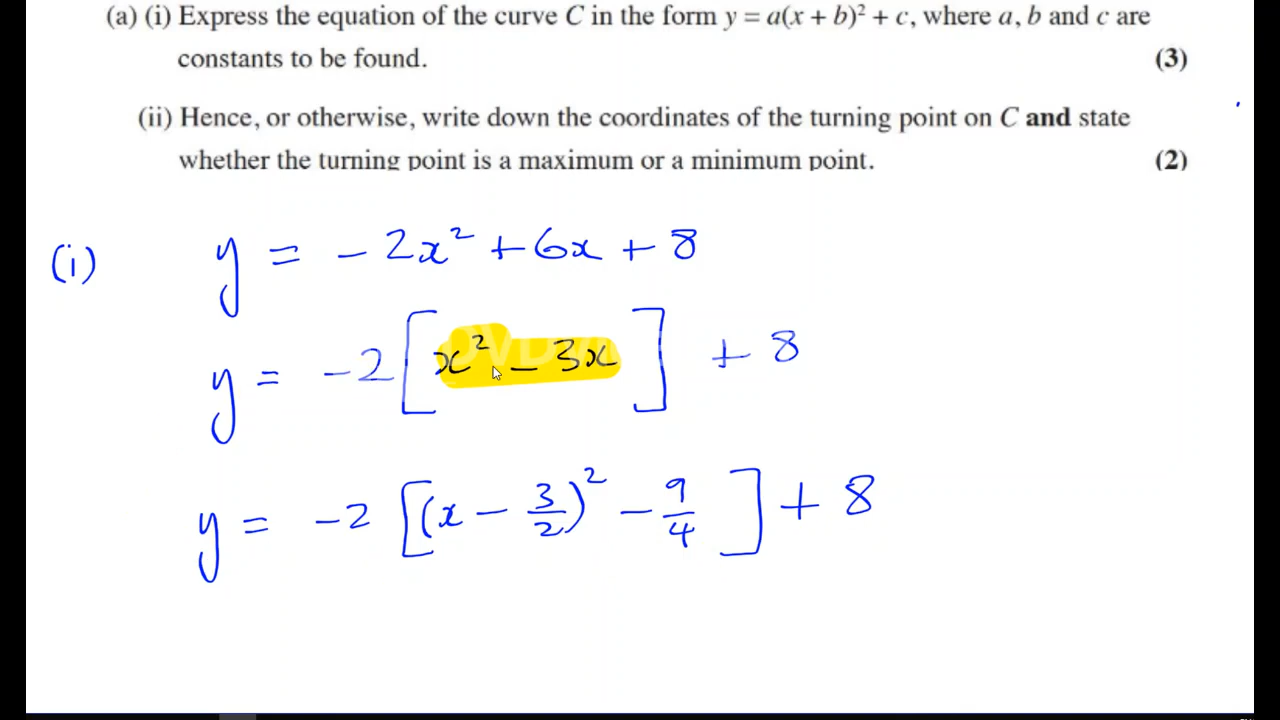 (a) (i) Express the equation of the curve C in the form y = a(x + b)² + c, where a, b and c are
constants to be found. (3)
(ii) Hence, or otherwise, write down the coordinates of the turning point on C and state
whether the turning point is a maximum or a minimum point. (2)
(i) y = - 2x² + 6x + 8
y = -2 [ x² - 3x ] + 8
y = -2 [ (x - 3/2)² - 9/4 ] + 8